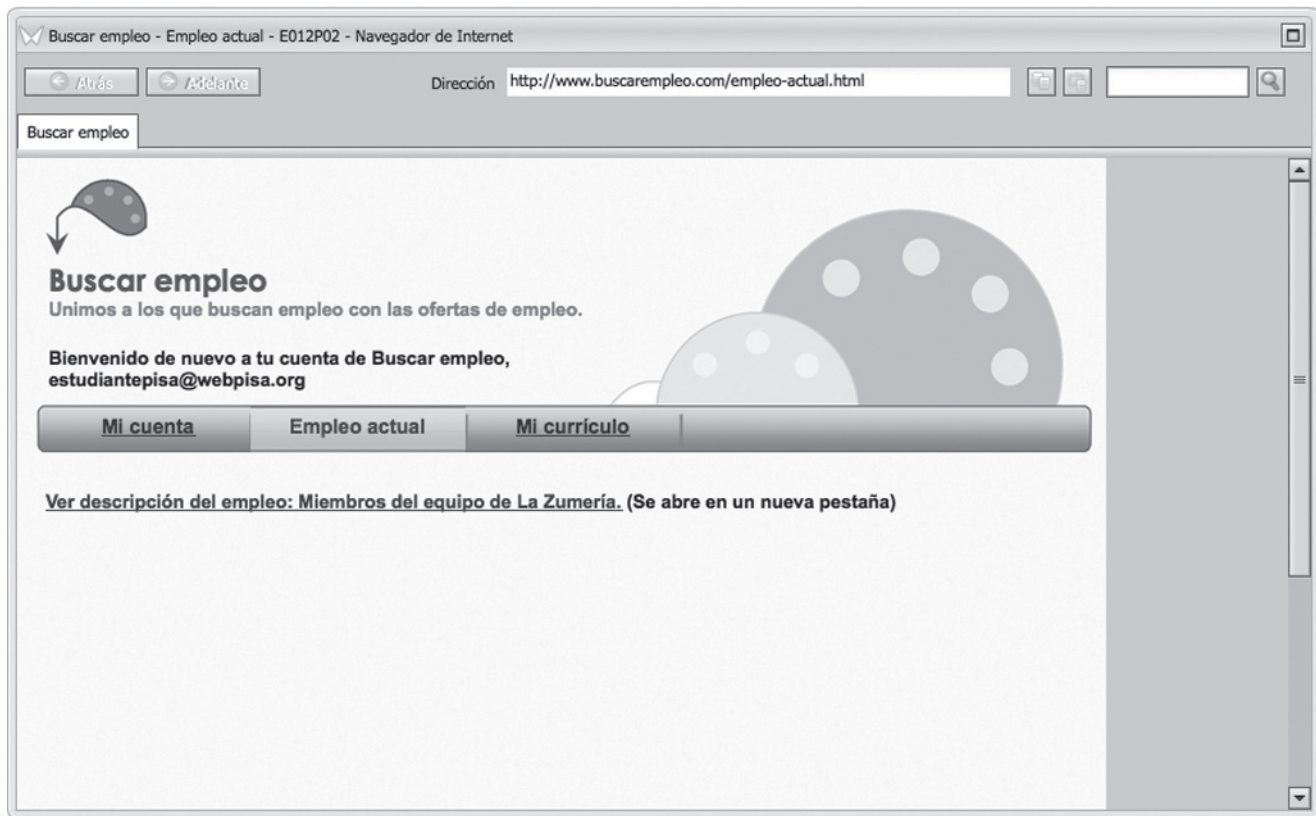 Buscar empleo - Empleo actual - E012P02 - Navegador de Internet
Atrás Adelante Dirección http://www.buscarempleo.com/empleo-actual.html
Buscar empleo
Buscar empleo
Unimos a los que buscan empleo con las ofertas de empleo.
Bienvenido de nuevo a tu cuenta de Buscar empleo,
estudiantepisa@webpisa.org
Mi cuenta Empleo actual Mi currículo
Ver descripción del empleo: Miembros del equipo de La Zumería. (Se abre en un nueva pestaña)